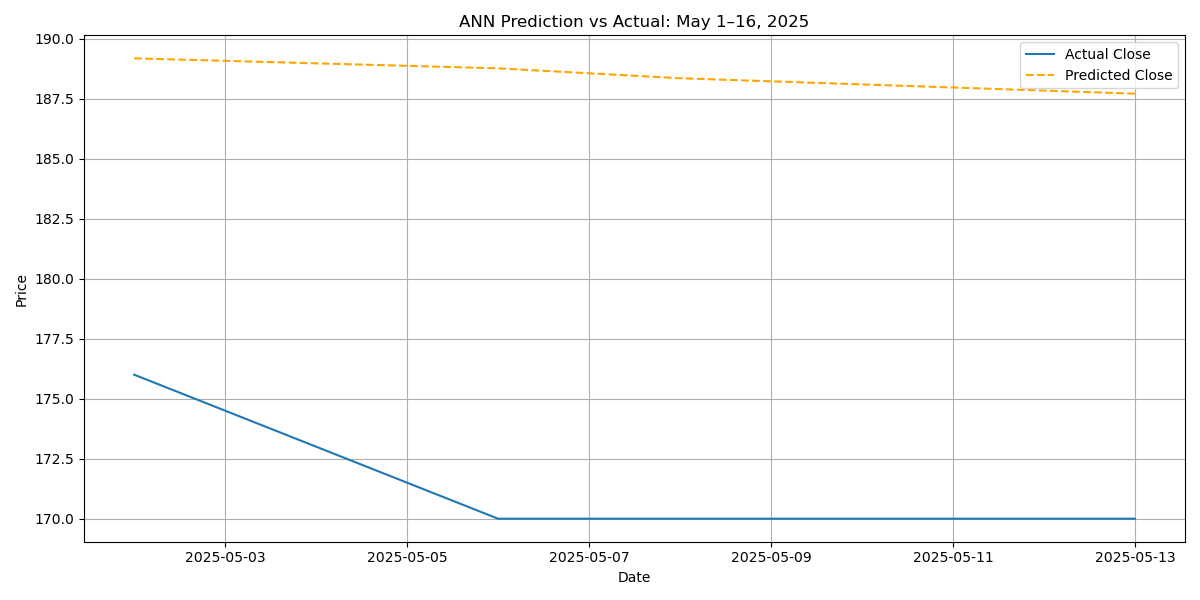 ANN Prediction vs Actual: May 1–16, 2025
Actual Close
Predicted Close
190.0
187.5
185.0
182.5
180.0
177.5
175.0
172.5
170.0
Price
2025-05-03 2025-05-05 2025-05-07 2025-05-09 2025-05-11 2025-05-13
Date